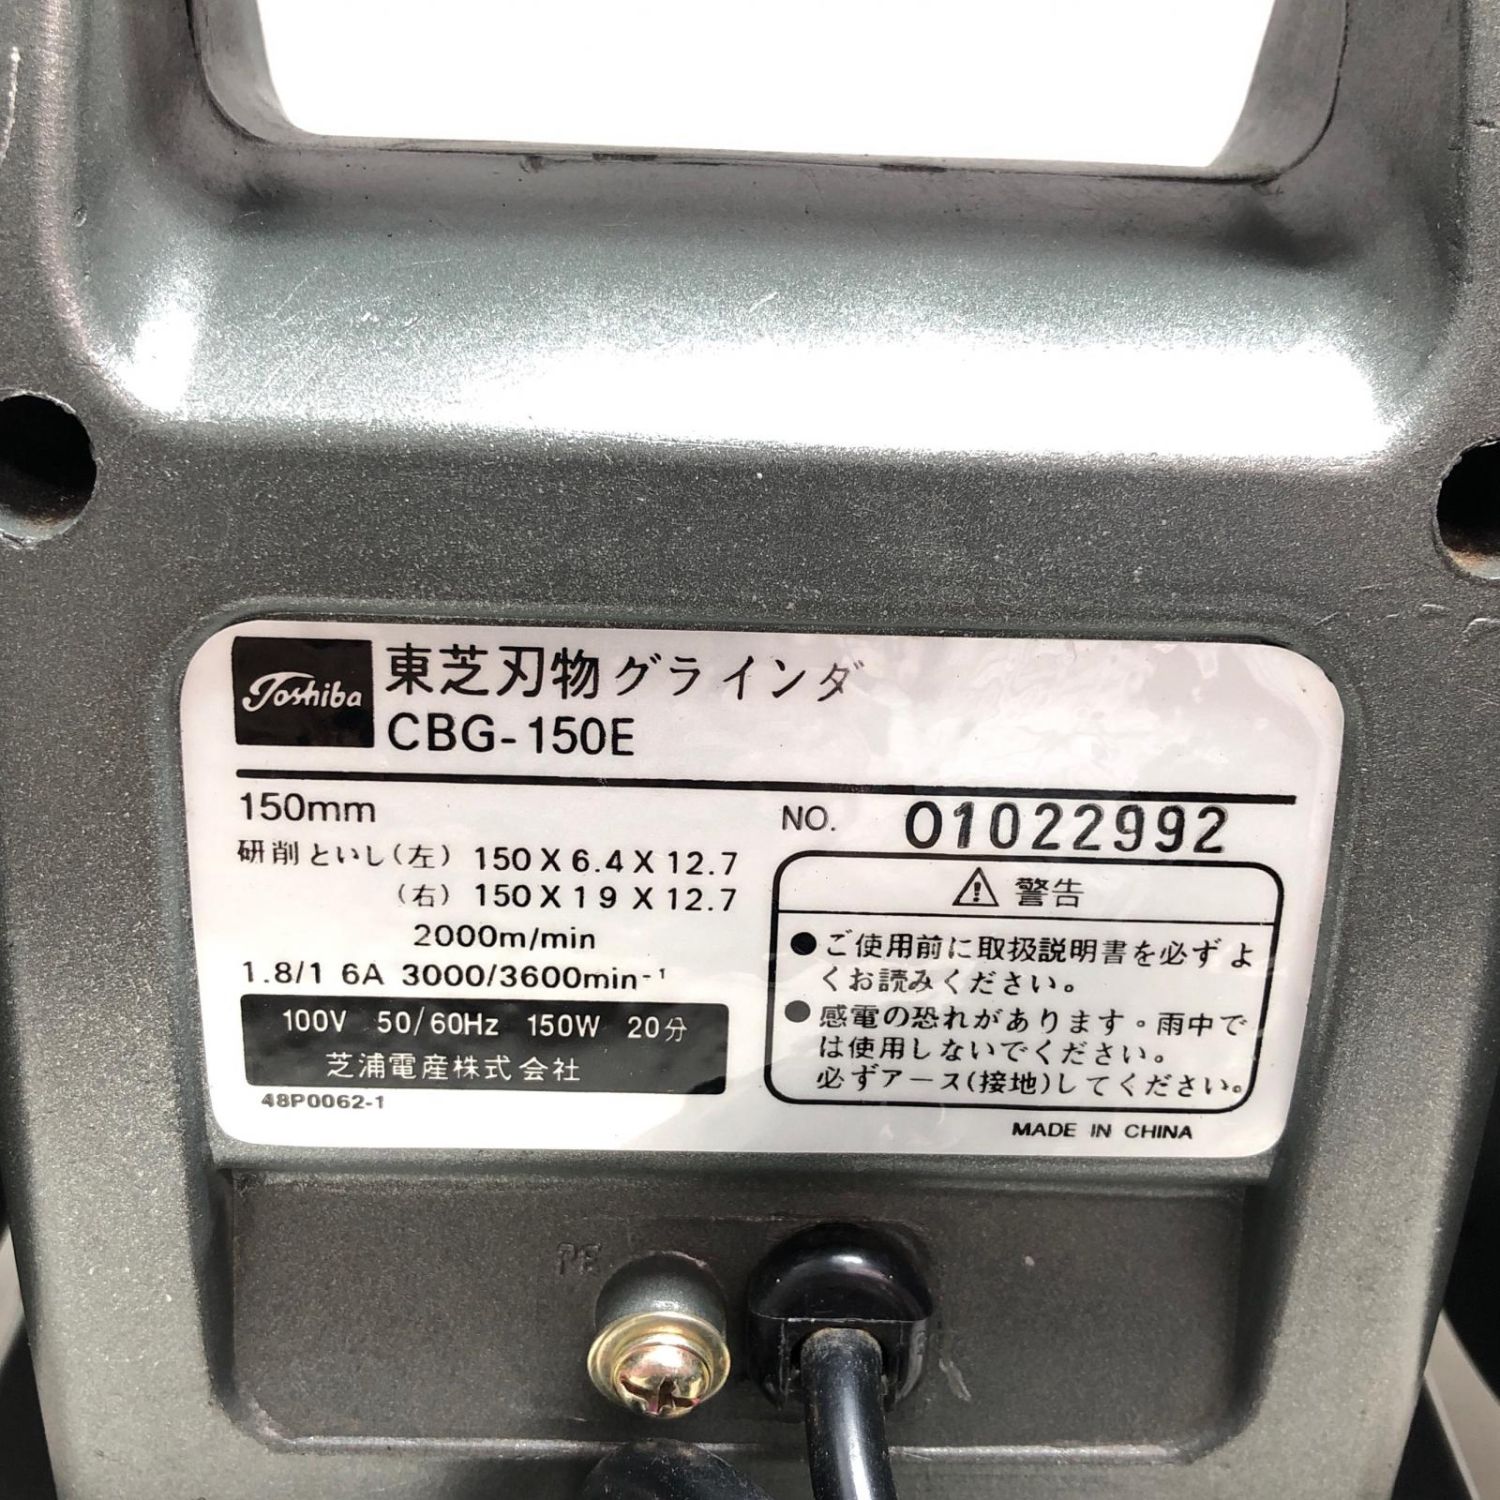 Toshiba
東芝刃物グラインダ
CBG-150E
150mm
研削といし(左) 150X6.4X12.7
(右) 150X19X12.7
2000m/min
1.8/1 6A 3000/3600min⁻¹
100V 50/60Hz 150W 20分
芝浦電産株式会社
48P0062-1
NO. 01022992
⚠ 警告
●ご使用前に取扱説明書を必ずよ
くお読みください。
●感電の恐れがあります。雨中で
は使用しないでください。
必ずアース(接地)してください。
MADE IN CHINA
PE